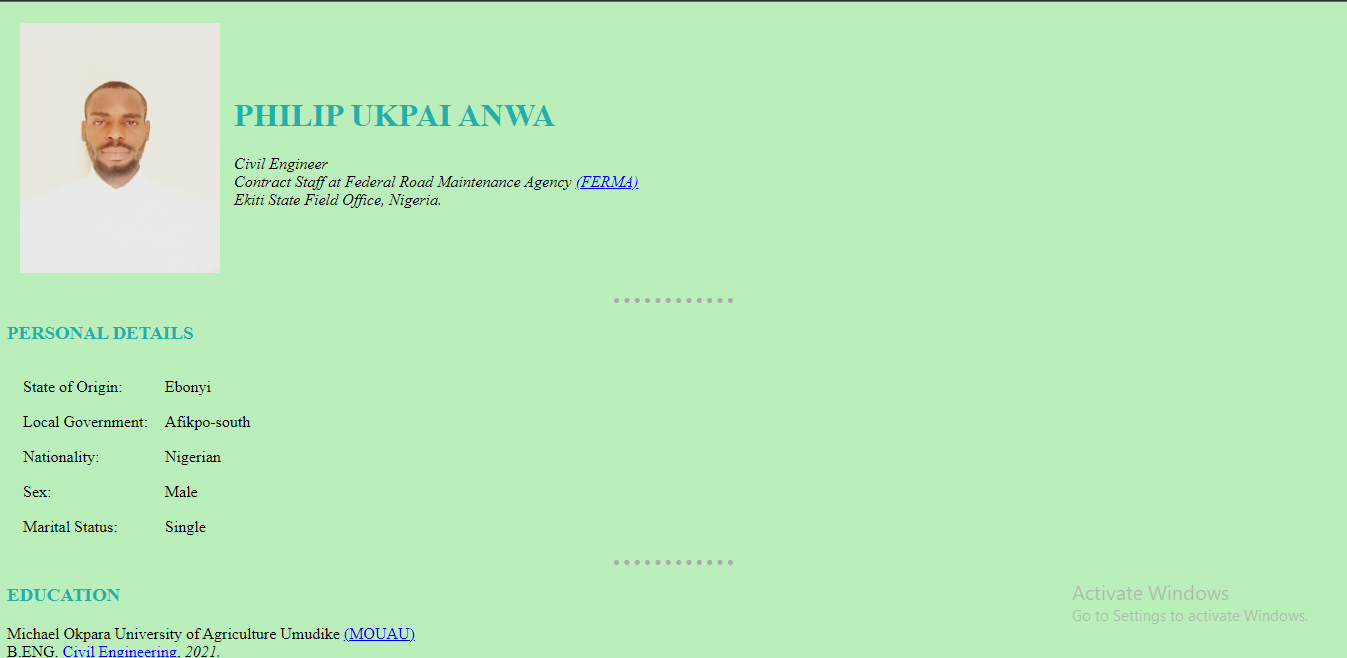 PHILIP UKPAI ANWA
Civil Engineer
Contract Staff at Federal Road Maintenance Agency (FERMA)
Ekiti State Field Office, Nigeria.
PERSONAL DETAILS
State of Origin: Ebonyi
Local Government: Afikpo-south
Nationality: Nigerian
Sex: Male
Marital Status: Single
EDUCATION
Michael Okpara University of Agriculture Umudike (MOUAU)
B.ENG. Civil Engineering, 2021.
Activate Windows
Go to Settings to activate Windows.